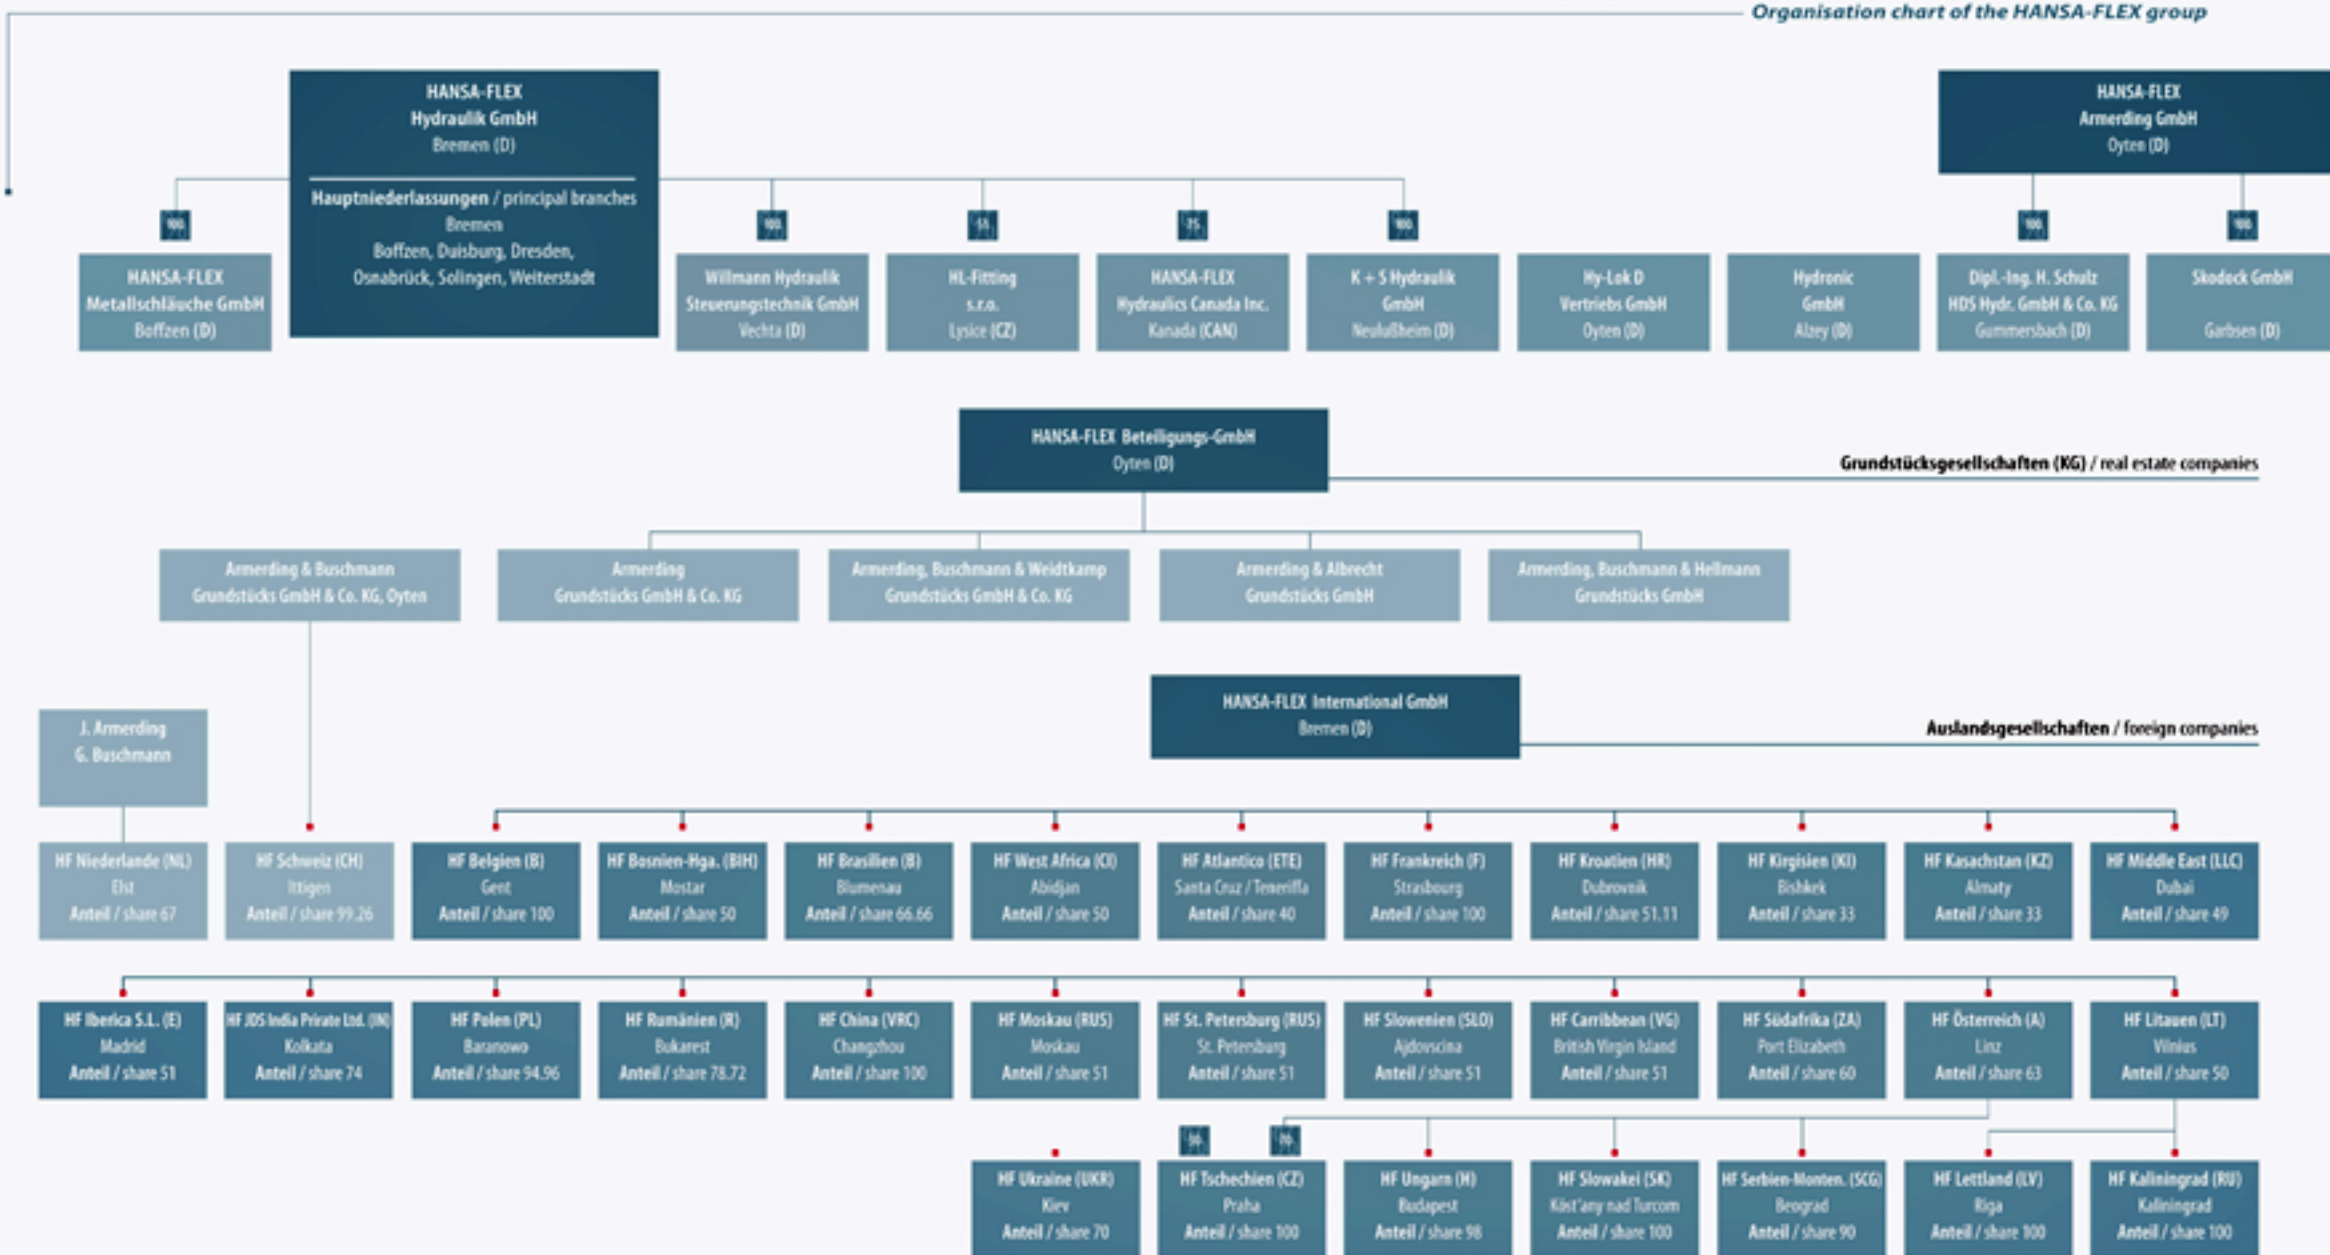 Organisation chart of the HANSA-FLEX group
HANSA-FLEX
Hydraulik GmbH
Bremen (D)
Hauptniederlassungen / principal branches
Bremen
Boffzen, Duisburg, Dresden,
Osnabrück, Solingen, Weiterstadt
HANSA-FLEX
Armerding GmbH
Oyten (D)
100
100
51
75
100
100
100
HANSA-FLEX
Metallschläuche GmbH
Boffzen (D)
Willmann Hydraulik
Steuerungstechnik GmbH
Vechta (D)
HL-Fitting
s.r.o.
Lysice (CZ)
HANSA-FLEX
Hydraulics Canada Inc.
Kanada (CAN)
K + S Hydraulik
GmbH
Neulußheim (D)
Hy-Lok D
Vertriebs GmbH
Oyten (D)
Hydronic
GmbH
Alzey (D)
Dipl.-Ing. H. Schulz
HDS Hydr. GmbH & Co. KG
Gummersbach (D)
Skodock GmbH
Garbsen (D)
HANSA-FLEX Beteiligungs-GmbH
Oyten (D)
Grundstücksgesellschaften (KG) / real estate companies
Armerding & Buschmann
Grundstücks GmbH & Co. KG, Oyten
Armerding
Grundstücks GmbH & Co. KG
Armerding, Buschmann & Weidtkamp
Grundstücks GmbH & Co. KG
Armerding & Albrecht
Grundstücks GmbH
Armerding, Buschmann & Hellmann
Grundstücks GmbH
HANSA-FLEX International GmbH
Bremen (D)
Auslandsgesellschaften / foreign companies
J. Armerding
G. Buschmann
HF Niederlande (NL)
Elst
Anteil / share 67
HF Schweiz (CH)
Ittigen
Anteil / share 99.26
HF Belgien (B)
Gent
Anteil / share 100
HF Bosnien-Hga. (BIH)
Mostar
Anteil / share 50
HF Brasilien (B)
Blumenau
Anteil / share 66.66
HF West Africa (CI)
Abidjan
Anteil / share 50
HF Atlantico (ETE)
Santa Cruz / Teneriffa
Anteil / share 40
HF Frankreich (F)
Strasbourg
Anteil / share 100
HF Kroatien (HR)
Dubrovnik
Anteil / share 51.11
HF Kirgisien (KI)
Bishkek
Anteil / share 33
HF Kasachstan (KZ)
Almaty
Anteil / share 33
HF Middle East (LLC)
Dubai
Anteil / share 49
HF Iberica S.L. (E)
Madrid
Anteil / share 51
HF JDS India Private Ltd. (IN)
Kolkata
Anteil / share 74
HF Polen (PL)
Baranowo
Anteil / share 94.96
HF Rumänien (R)
Bukarest
Anteil / share 78.72
HF China (VRC)
Changzhou
Anteil / share 100
HF Moskau (RUS)
Moskau
Anteil / share 51
HF St. Petersburg (RUS)
St. Petersburg
Anteil / share 51
HF Slowenien (SLO)
Ajdovscina
Anteil / share 51
HF Carribbean (VG)
British Virgin Island
Anteil / share 51
HF Südafrika (ZA)
Port Elizabeth
Anteil / share 60
HF Österreich (A)
Linz
Anteil / share 63
HF Litauen (LT)
Vilnius
Anteil / share 50
30
70
HF Ukraine (UKR)
Kiev
Anteil / share 70
HF Tschechien (CZ)
Praha
Anteil / share 100
HF Ungarn (H)
Budapest
Anteil / share 98
HF Slowakei (SK)
Köst'any nad Turcom
Anteil / share 100
HF Serbien-Monten. (SCG)
Beograd
Anteil / share 90
HF Lettland (LV)
Riga
Anteil / share 100
HF Kaliningrad (RU)
Kaliningrad
Anteil / share 100